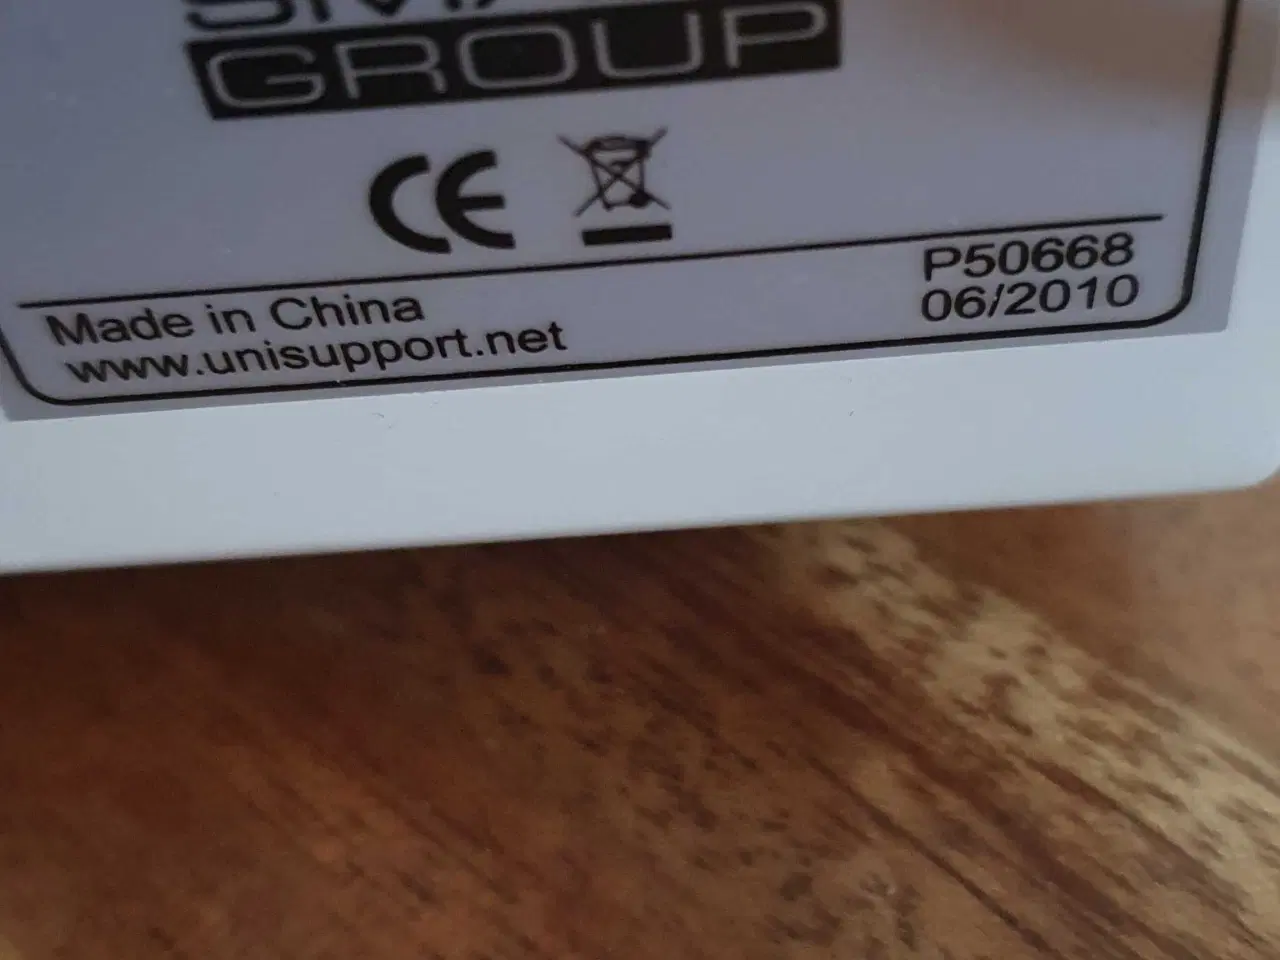 GROUP
CE
P50668
Made in China
06/2010
www.unisupport.net